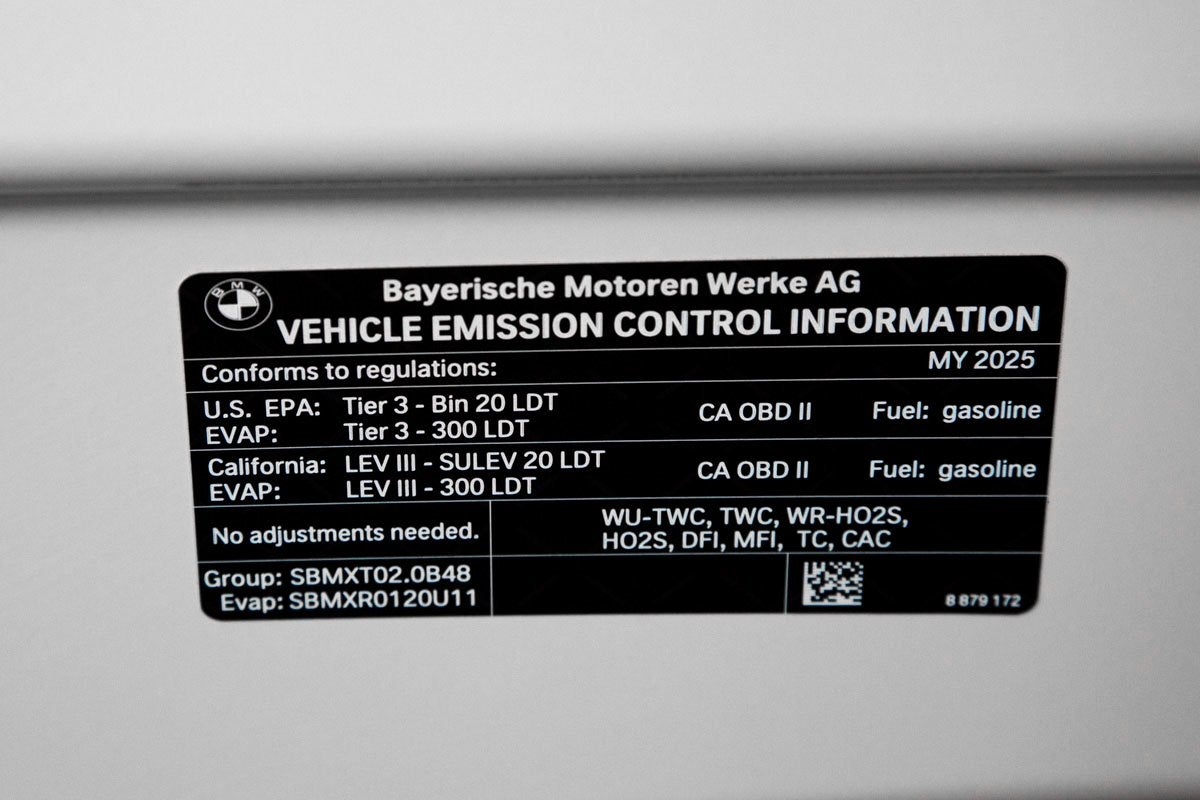 BMW
Bayerische Motoren Werke AG
VEHICLE EMISSION CONTROL INFORMATION
Conforms to regulations: MY 2025
U.S. EPA: Tier 3 - Bin 20 LDT CA OBD II Fuel: gasoline
EVAP: Tier 3 - 300 LDT
California: LEV III - SULEV 20 LDT CA OBD II Fuel: gasoline
EVAP: LEV III - 300 LDT
No adjustments needed.
WU-TWC, TWC, WR-HO2S,
HO2S, DFI, MFI, TC, CAC
Group: SBMXT02.0B48
Evap: SBMXR0120U11
8 879 172